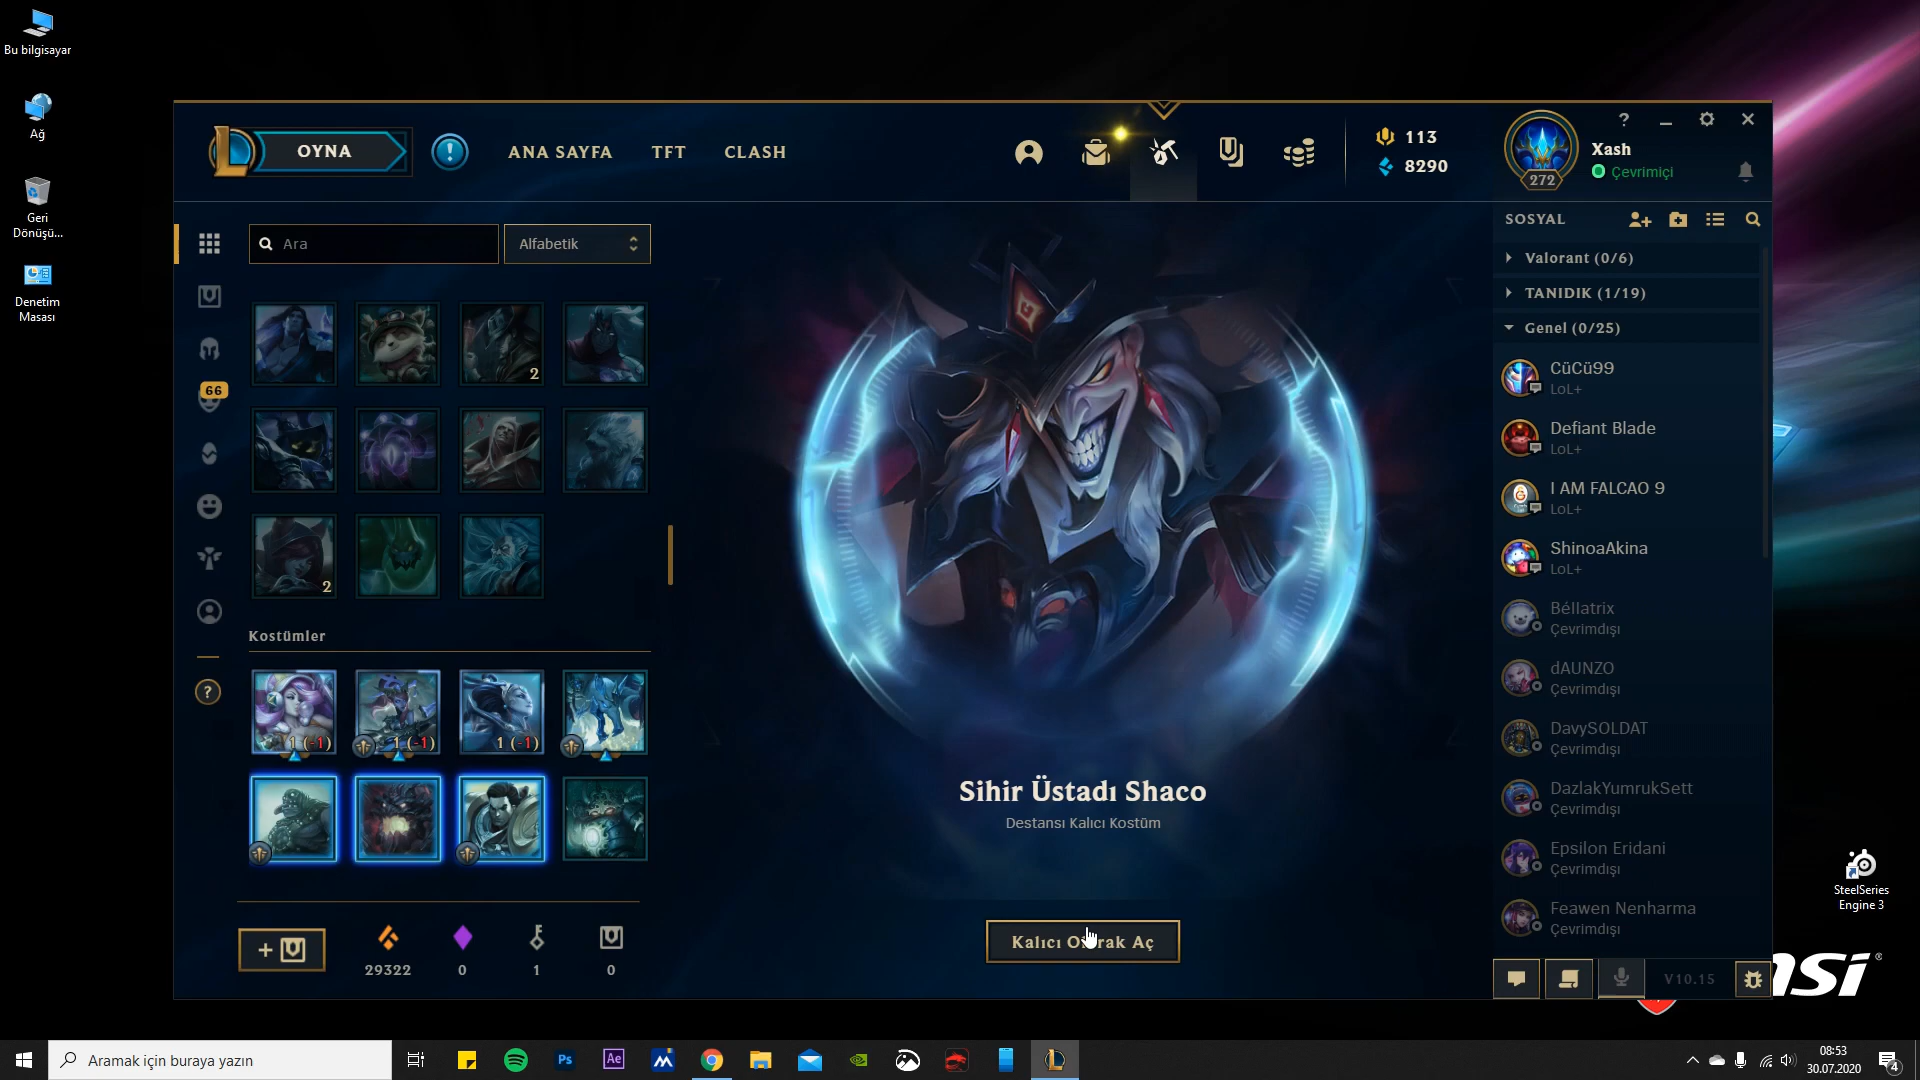 Bu bilgisayar
Ağ
Geri
Dönüşü...
Denetim
Masası
OYNA
ANA SAYFA
TFT
CLASH
113
8290
272
Xash
Çevrimiçi
?
Ara
Alfabetik
2
66
2
Kostümler
1 (-1)
1 (-1)
1 (-1)
?
+
29322
0
1
0
Sihir Üstadı Shaco
Destansı Kalıcı Kostüm
Kalıcı Olarak Aç
SOSYAL
Valorant (0/6)
TANIDIK (1/19)
Genel (0/25)
CüCü99
LoL+
Defiant Blade
LoL+
I AM FALCAO 9
LoL+
ShinoaAkina
LoL+
Béllatrix
Çevrimdışı
dAUNZO
Çevrimdışı
DavySOLDAT
Çevrimdışı
DazlakYumrukSett
Çevrimdışı
Epsilon Eridani
Çevrimdışı
Feawen Nenharma
Çevrimdışı
V10.15
SteelSeries
Engine 3
msi
Aramak için buraya yazın
Ps
Ae
08:53
30.07.2020
4